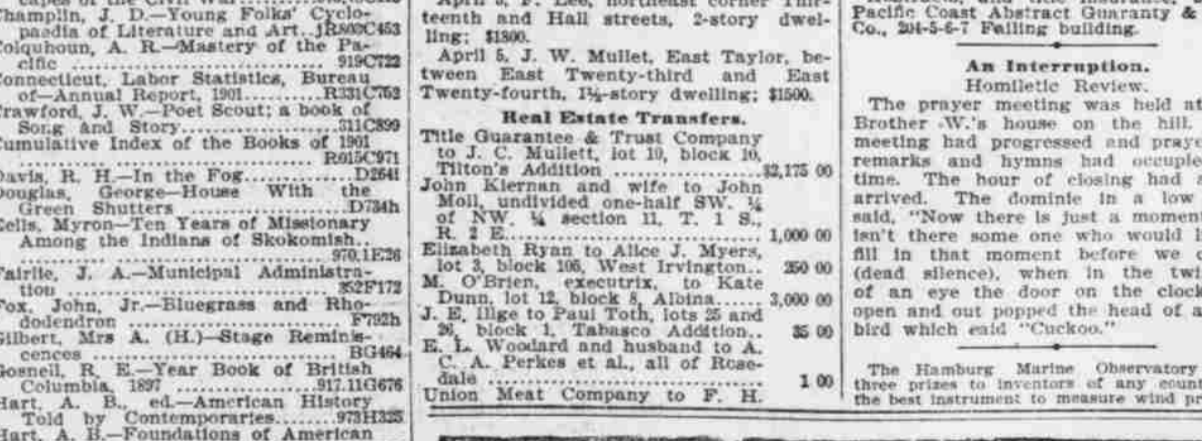 Champlin, J. D.—Young Folks' Cyclo-
paedia of Literature and Art..
Colquhoun, A. R.—Mastery of the Pa-
cific 919C722
Connecticut, Labor Statistics, Bureau
of—Annual Report, 1901 R331C752
Crawford, J. W.—Poet Scout; a book of
Song and Story 311C899
Cumulative Index of the Books of 1901
R015C971
Davis, R. H.—In the Fog D2641
Douglas, George—House With the
Green Shutters D734h
Eells, Myron—Ten Years of Missionary
Among the Indians of Skokomish..
970.1E26
Fairlie, J. A.—Municipal Administra-
tion 352F172
Fox, John, Jr.—Bluegrass and Rho-
dodendron F792h
Gilbert, Mrs A. (H.)—Stage Reminis-
cences BG464
Gosnell, R. E.—Year Book of British
Columbia, 1897 917.11G676
Hart, A. B., ed.—American History
Told by Contemporaries 973H325
Hart, A. B.—Foundations of American
teenth and Hall streets, 2-story dwel-
ling; $1800.
April 5, J. W. Mullet, East Taylor, be-
tween East Twenty-third and East
Twenty-fourth, 1½-story dwelling; $1500.
Real Estate Transfers.
Title Guarantee & Trust Company
to J. C. Mullett, lot 10, block 10,
Tilton's Addition $2,175 00
John Kiernan and wife to John
Moll, undivided one-half SW. ¼
of NW. ¼ section 11, T. 1 S.,
R. 2 E. 1,000 00
Elizabeth Ryan to Alice J. Myers,
lot 3, block 106, West Irvington.. 250 00
M. O'Brien, executrix, to Kate
Dunn, lot 12, block 8, Albina 3,000 00
J. E. Illge to Paul Toth, lots 25 and
26, block 1, Tabasco Addition.. 35 00
E. L. Woodard and husband to A.
C. A. Perkes et al., all of Rose-
dale 1 00
Union Meat Company to F. H.
Pacific Coast Abstract Guaranty &
Co., 204-5-6-7 Failing building.
An Interruption.
Homiletic Review.
The prayer meeting was held at
Brother W.'s house on the hill.
meeting had progressed and praye
remarks and hymns had occupie
time. The hour of closing had a
arrived. The dominie in a low
said, "Now there is just a momen
isn't there some one who would l
fill in that moment before we c
(dead silence), when in the twi
of an eye the door on the clock
open and out popped the head of a
bird which said "Cuckoo."
The Hamburg Marine Observatory
three prizes to inventors of any coun
the best instrument to measure wind pr